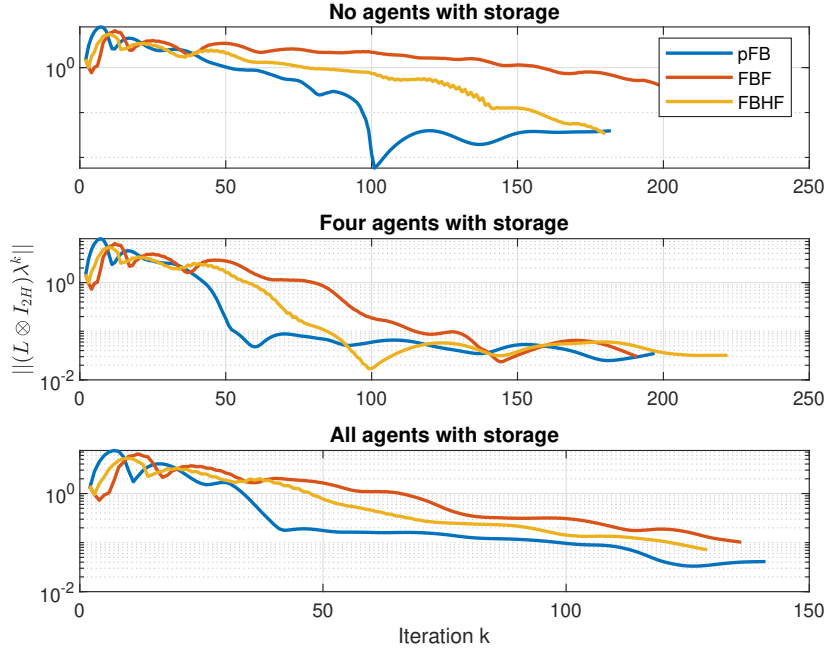 No agents with storage
10^0
pFB
FBF
FBHF
0 50 100 150 200 250
Four agents with storage
||(L ⊗ I_{2H})λ^k||
10^0
10^{-2}
0 50 100 150 200 250
All agents with storage
10^0
10^{-2}
0 50 100 150
Iteration k